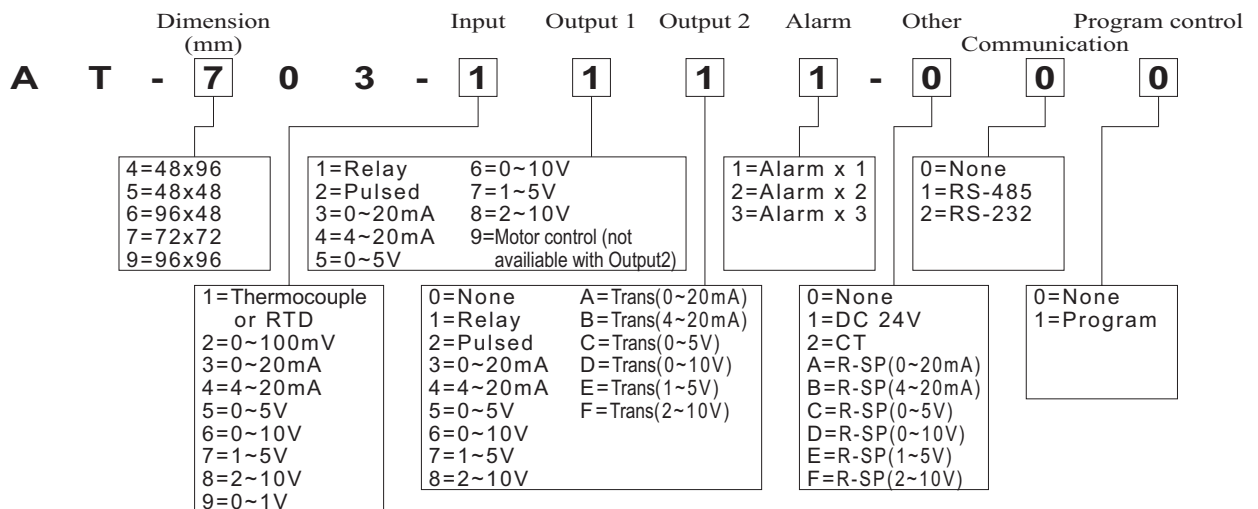 Dimension
(mm)
Input
Output 1
Output 2
Alarm
Other
Communication
Program control
A T - 7 0 3 - 1 1 1 1 - 0 0 0
4=48x96
5=48x48
6=96x48
7=72x72
9=96x96
1=Relay
2=Pulsed
3=0~20mA
4=4~20mA
5=0~5V
6=0~10V
7=1~5V
8=2~10V
9=Motor control (not
availiable with Output2)
1=Alarm x 1
2=Alarm x 2
3=Alarm x 3
0=None
1=RS-485
2=RS-232
1=Thermocouple
or RTD
2=0~100mV
3=0~20mA
4=4~20mA
5=0~5V
6=0~10V
7=1~5V
8=2~10V
9=0~1V
0=None
1=Relay
2=Pulsed
3=0~20mA
4=4~20mA
5=0~5V
6=0~10V
7=1~5V
8=2~10V
A=Trans(0~20mA)
B=Trans(4~20mA)
C=Trans(0~5V)
D=Trans(0~10V)
E=Trans(1~5V)
F=Trans(2~10V)
0=None
1=DC 24V
2=CT
A=R-SP(0~20mA)
B=R-SP(4~20mA)
C=R-SP(0~5V)
D=R-SP(0~10V)
E=R-SP(1~5V)
F=R-SP(2~10V)
0=None
1=Program